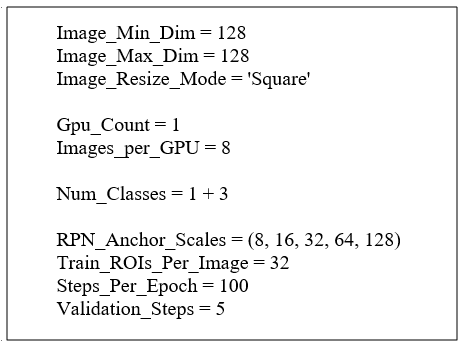 Image_Min_Dim = 128
Image_Max_Dim = 128
Image_Resize_Mode = 'Square'
Gpu_Count = 1
Images_per_GPU = 8
Num_Classes = 1 + 3
RPN_Anchor_Scales = (8, 16, 32, 64, 128)
Train_ROIs_Per_Image = 32
Steps_Per_Epoch = 100
Validation_Steps = 5